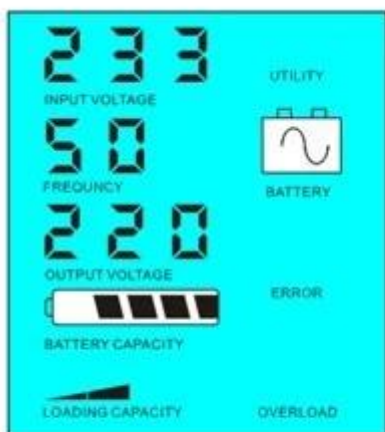 233
UTILITY
INPUT VOLTAGE
50
FREQUNCY
BATTERY
220
OUTPUT VOLTAGE
ERROR
BATTERY CAPACITY
LOADING CAPACITY
OVERLOAD